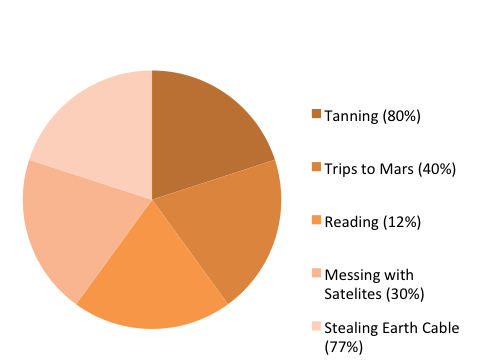 Tanning (80%)
Trips to Mars (40%)
Reading (12%)
Messing with
Satelites (30%)
Stealing Earth Cable
(77%)